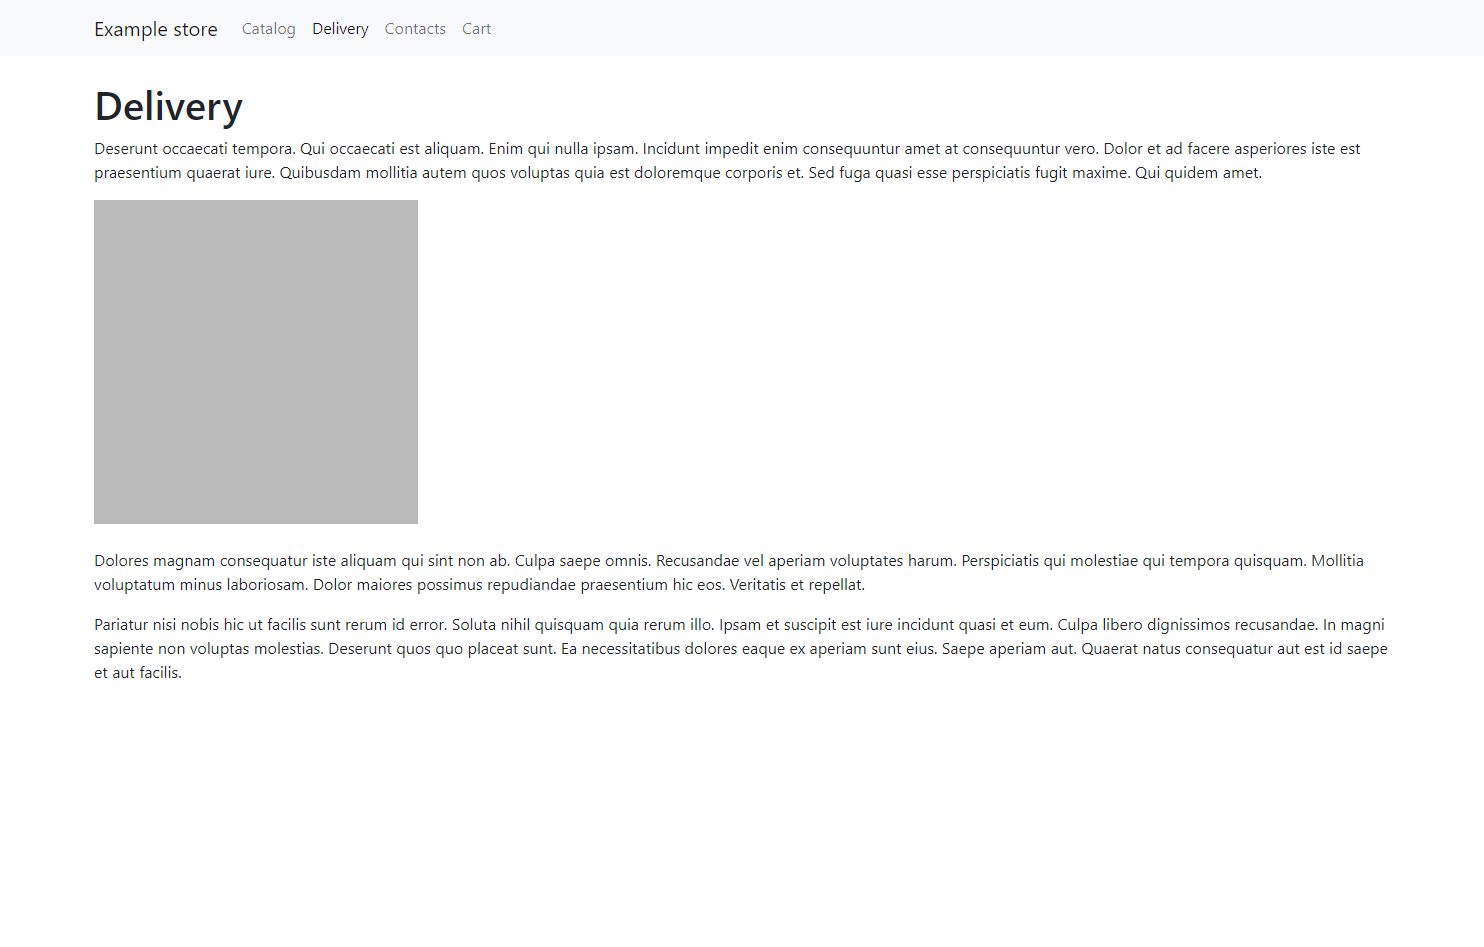 Example store Catalog Delivery Contacts Cart
Delivery
Deserunt occaecati tempora. Qui occaecati est aliquam. Enim qui nulla ipsam. Incidunt impedit enim consequuntur amet at consequuntur vero. Dolor et ad facere asperiores iste est
praesentium quaerat iure. Quibusdam mollitia autem quos voluptas quia est doloremque corporis et. Sed fuga quasi esse perspiciatis fugit maxime. Qui quidem amet.
Dolores magnam consequatur iste aliquam qui sint non ab. Culpa saepe omnis. Recusandae vel aperiam voluptates harum. Perspiciatis qui molestiae qui tempora quisquam. Mollitia
voluptatum minus laboriosam. Dolor maiores possimus repudiandae praesentium hic eos. Veritatis et repellat.
Pariatur nisi nobis hic ut facilis sunt rerum id error. Soluta nihil quisquam quia rerum illo. Ipsam et suscipit est iure incidunt quasi et eum. Culpa libero dignissimos recusandae. In magni
sapiente non voluptas molestias. Deserunt quos quo placeat sunt. Ea necessitatibus dolores eaque ex aperiam sunt eius. Saepe aperiam aut. Quaerat natus consequatur aut est id saepe
et aut facilis.